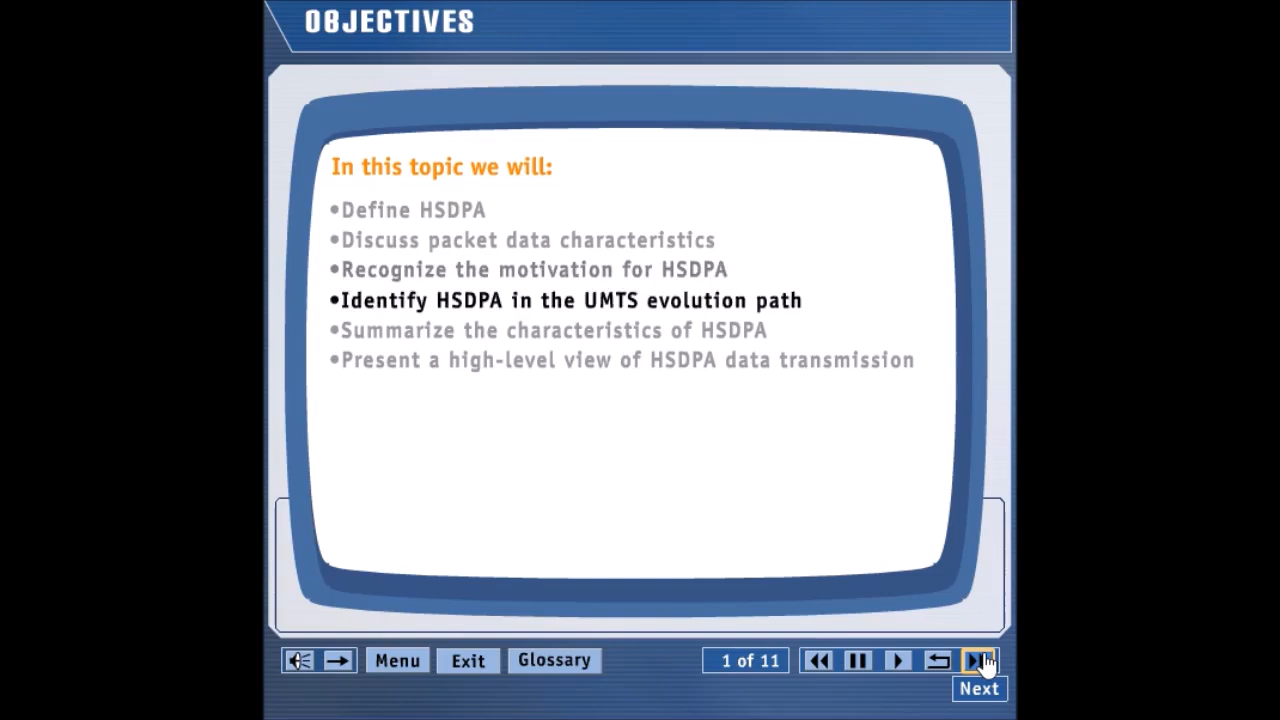 OBJECTIVES
In this topic we will:
•Define HSDPA
•Discuss packet data characteristics
•Recognize the motivation for HSDPA
•Identify HSDPA in the UMTS evolution path
•Summarize the characteristics of HSDPA
•Present a high-level view of HSDPA data transmission
Menu Exit Glossary 1 of 11
Next